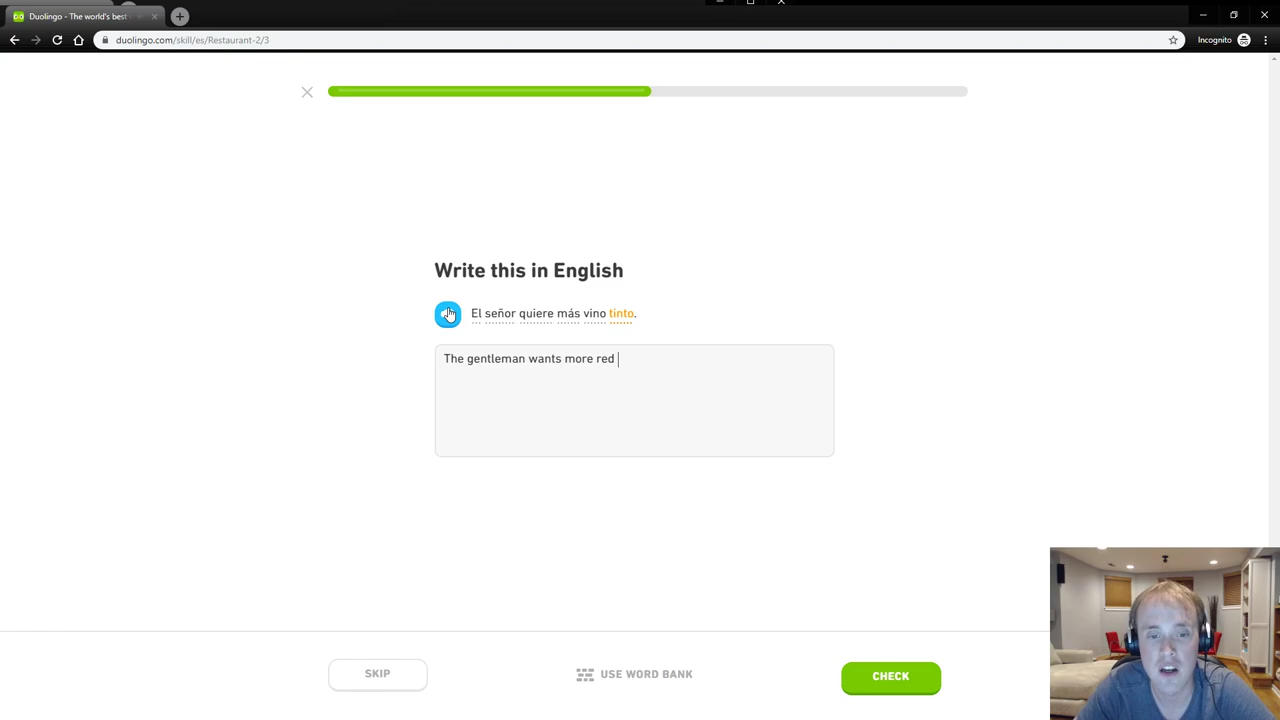 Duolingo - The world's best
duolingo.com/skill/es/Restaurant-2/3
Incognito
Write this in English
El señor quiere más vino tinto.
The gentleman wants more red
SKIP
USE WORD BANK
CHECK